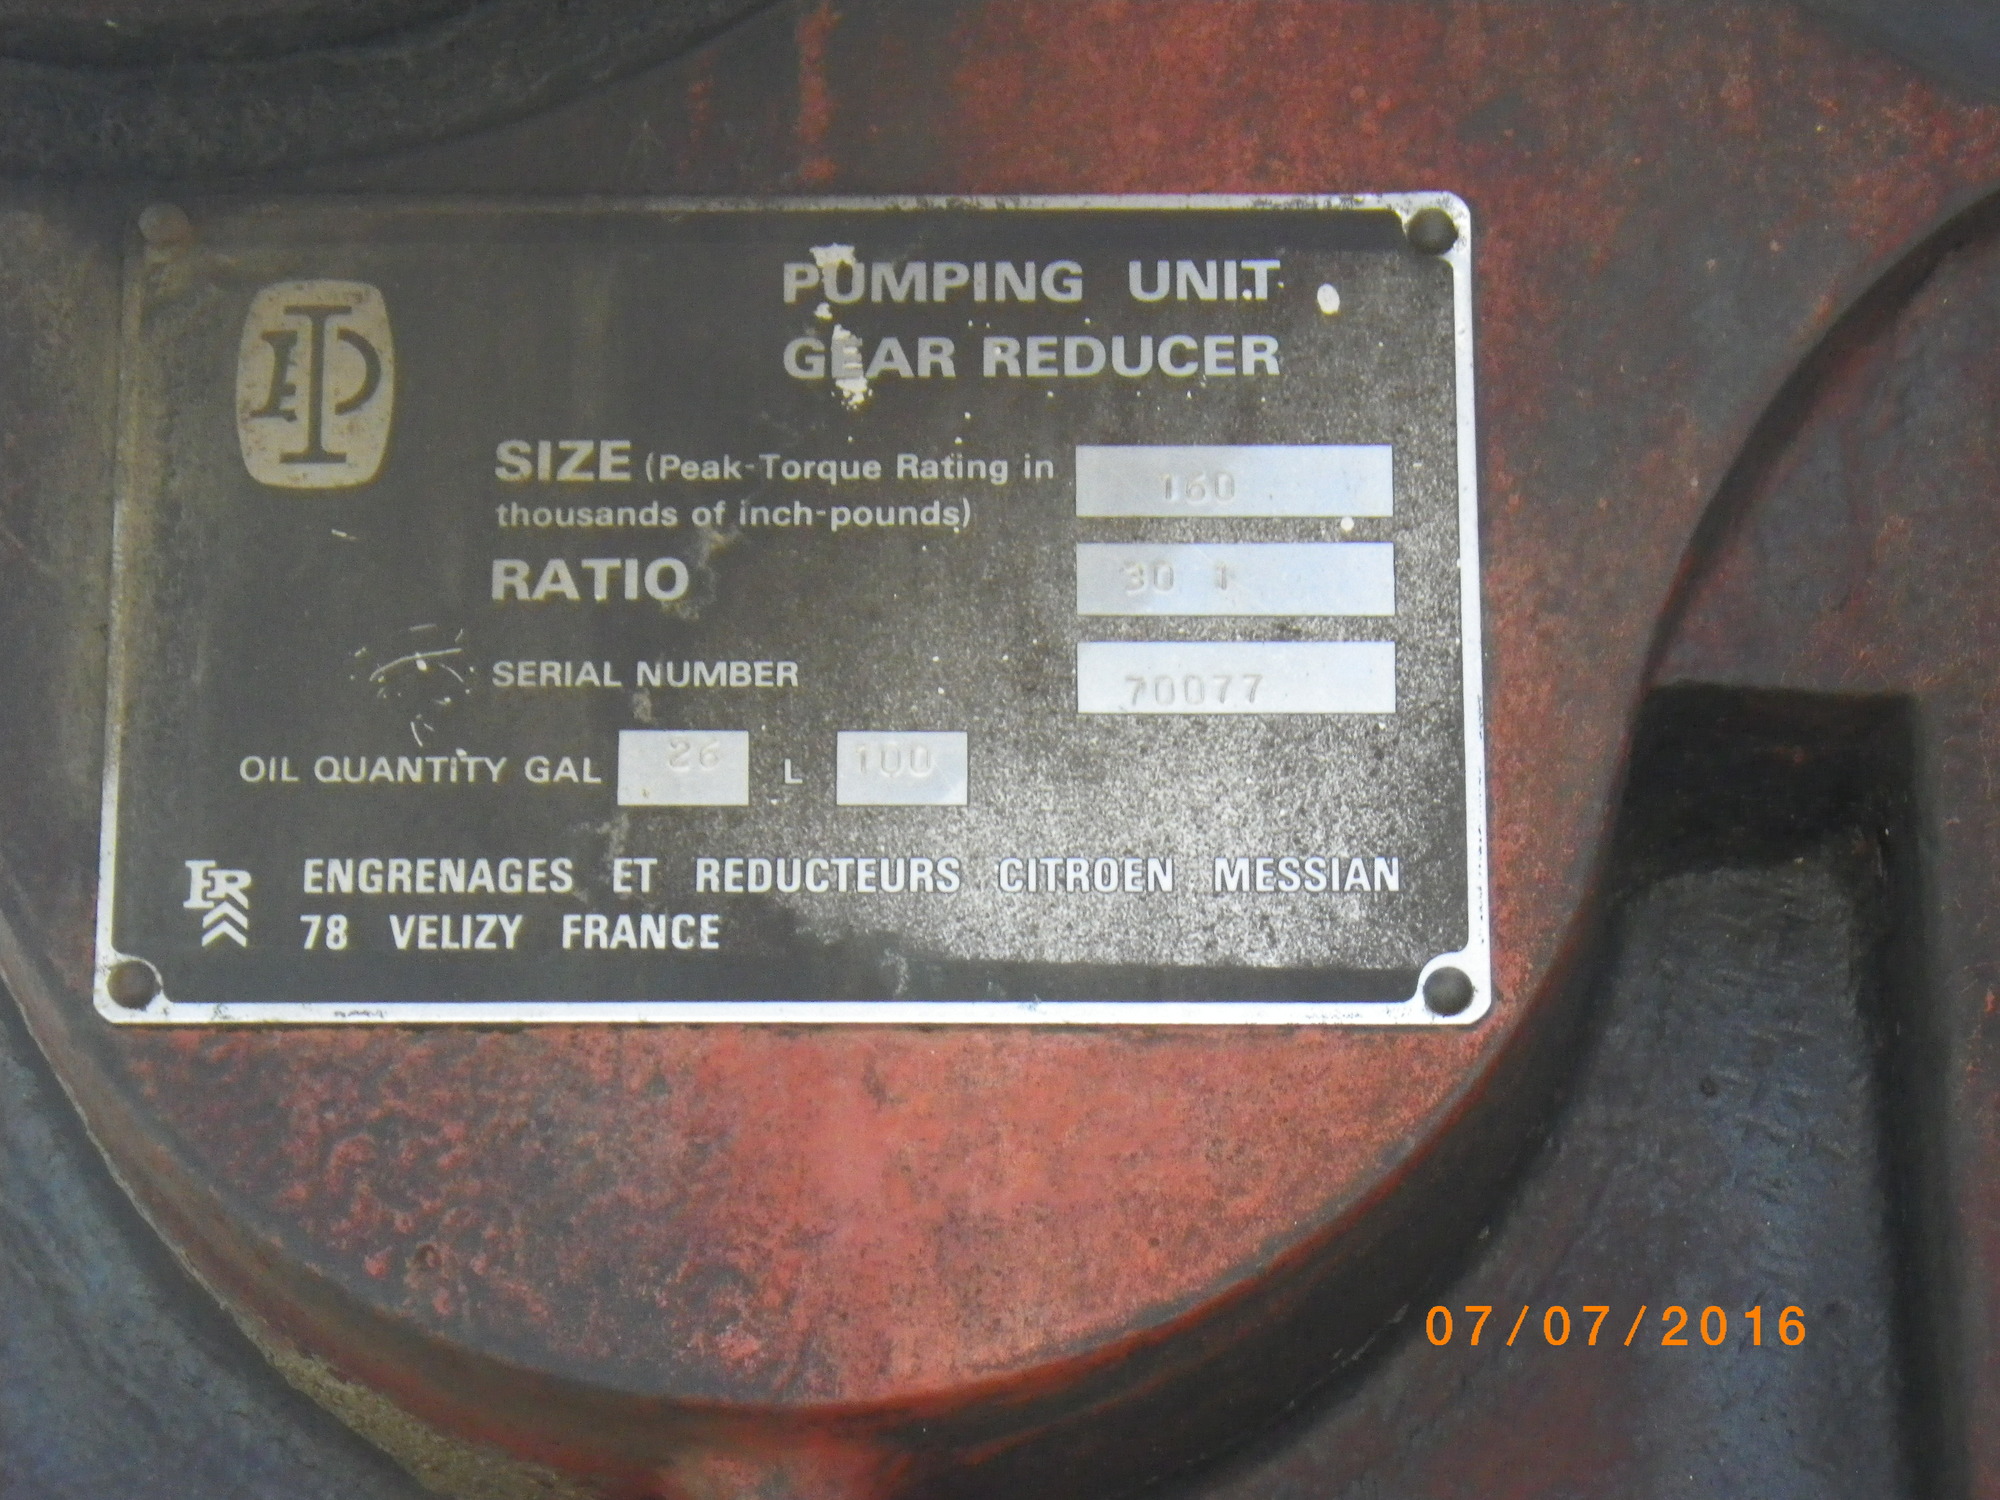 PUMPING UNIT
GEAR REDUCER
SIZE (Peak-Torque Rating in
thousands of inch-pounds)
160
RATIO
30 1
SERIAL NUMBER
70077
OIL QUANTITY GAL 26 L 100
ER
ENGRENAGES ET REDUCTEURS CITROEN MESSIAN
78 VELIZY FRANCE
07/07/2016